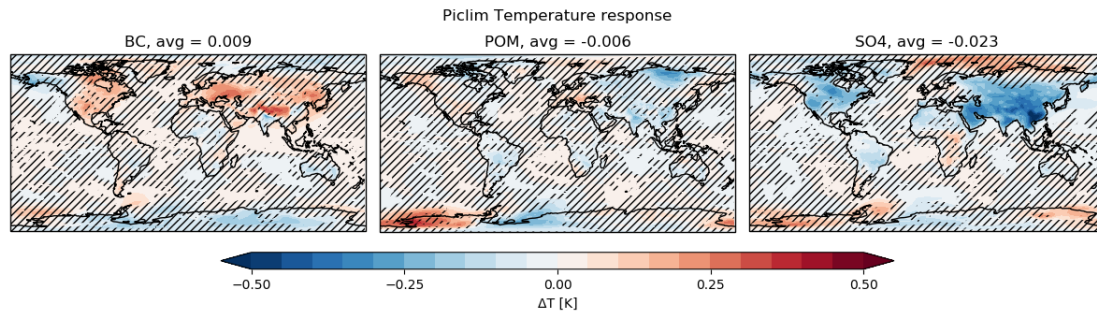 Piclim Temperature response
BC, avg = 0.009
POM, avg = -0.006
SO4, avg = -0.023
−0.50 −0.25 0.00 0.25 0.50
ΔT [K]